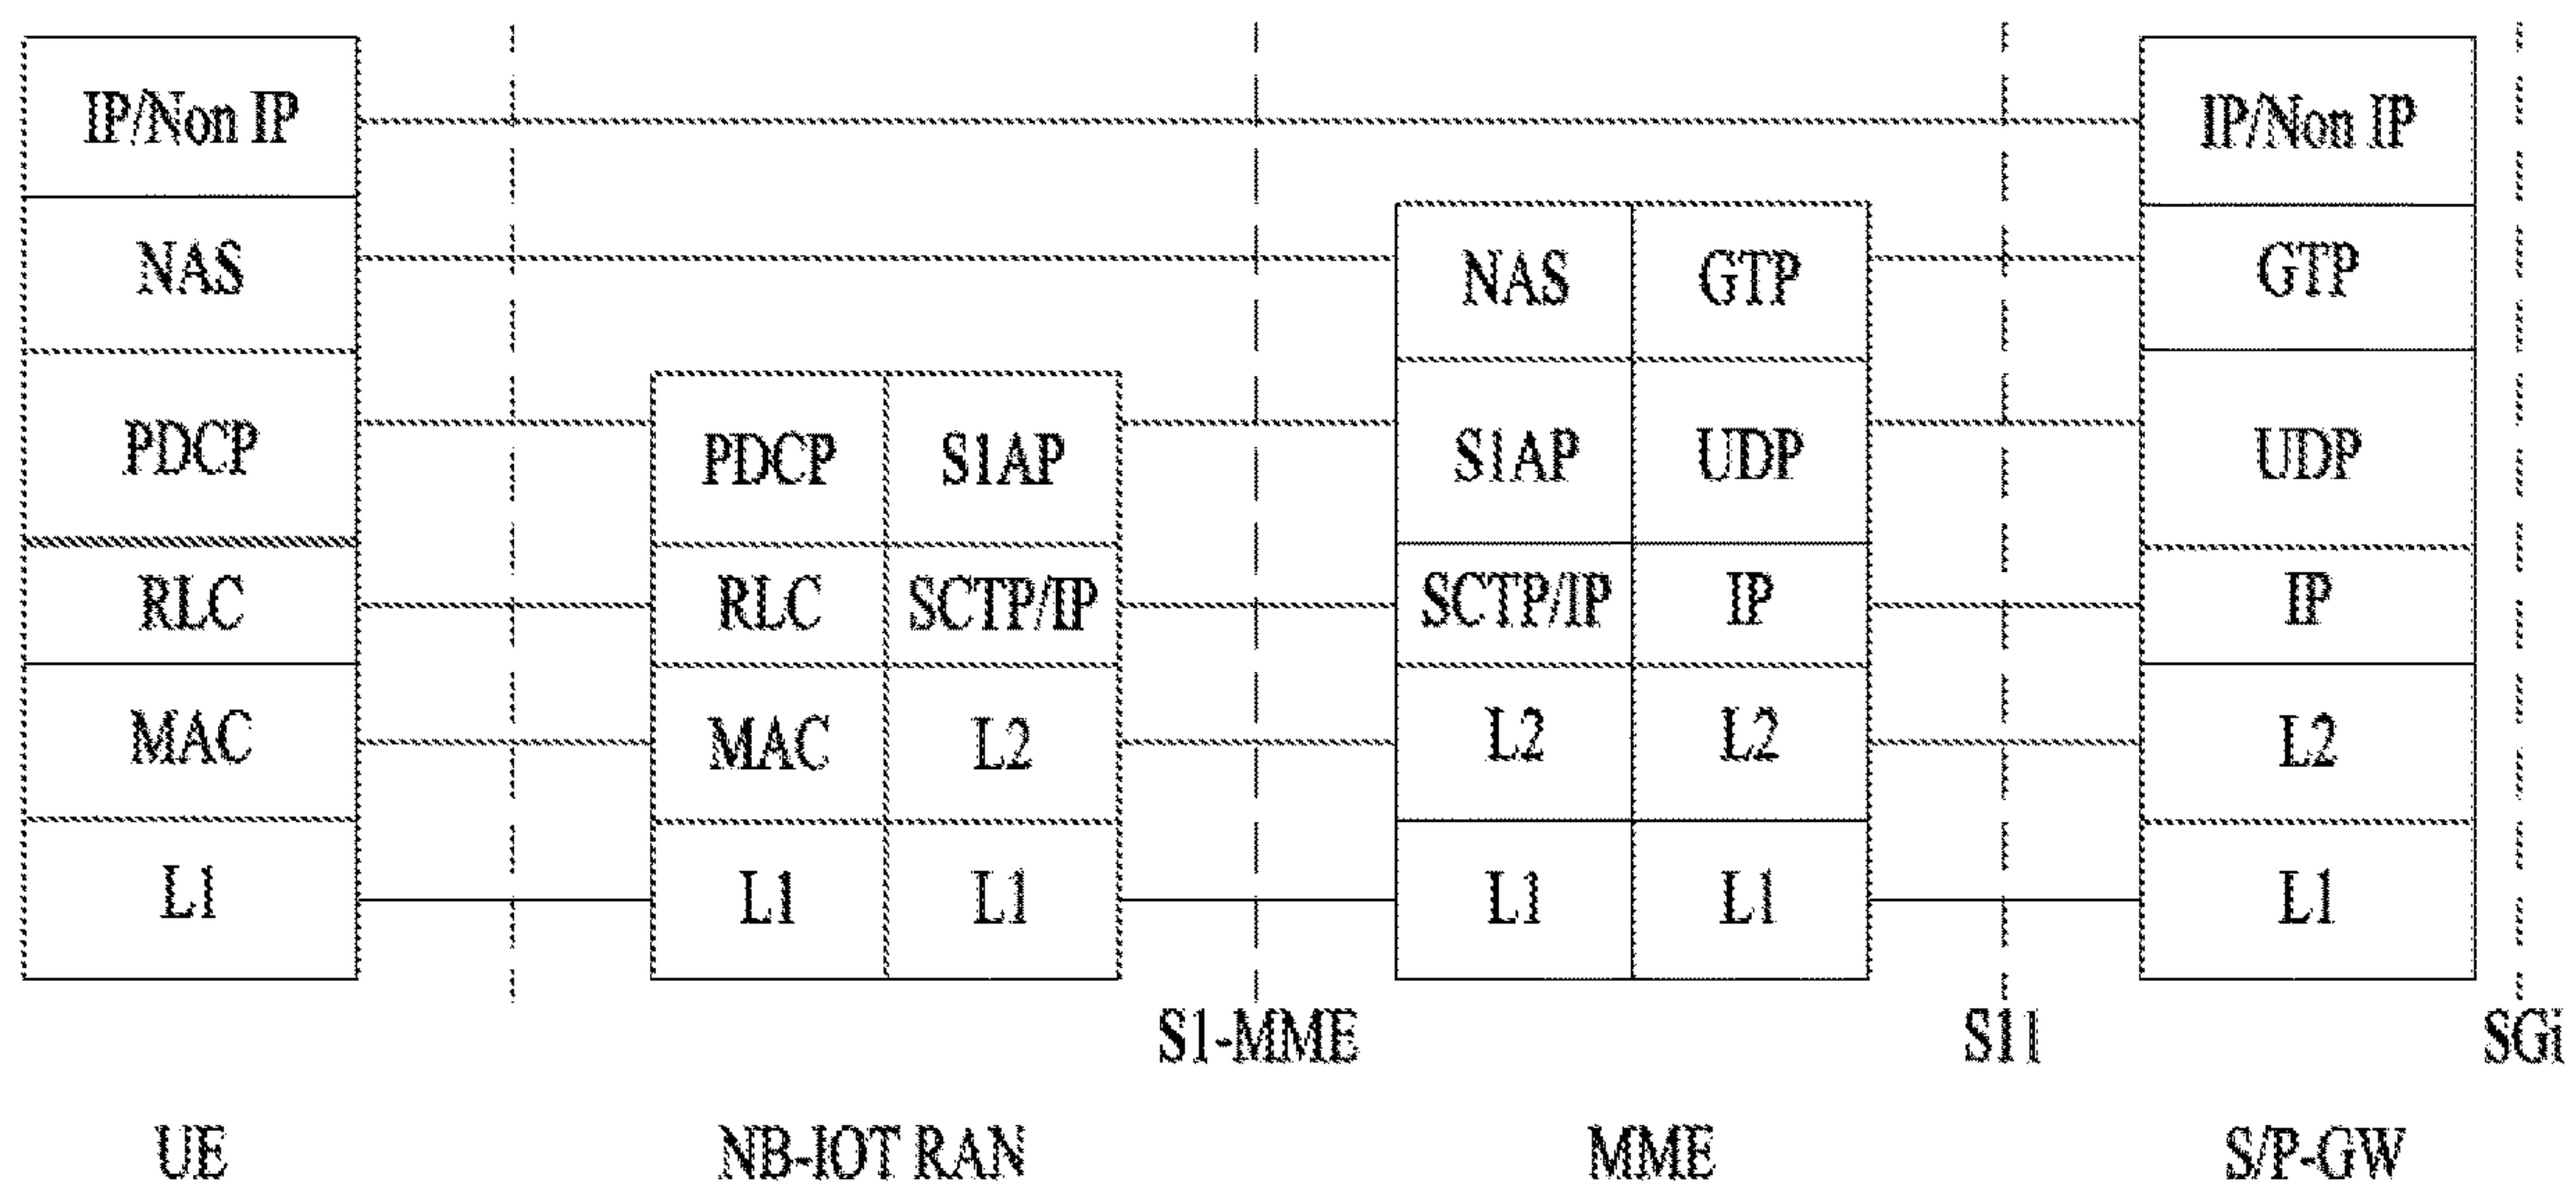 IP/Non IP
IP/Non IP
NAS
NAS
GTP
GTP
PDCP
PDCP
S1AP
S1AP
UDP
UDP
RLC
RLC
SCTP/IP
SCTP/IP
IP
IP
MAC
MAC
L2
L2
L2
L2
L1
L1
L1
L1
L1
L1
S1-MME
S11
SGi
UE
NB-IOT RAN
MME
S/P-GW